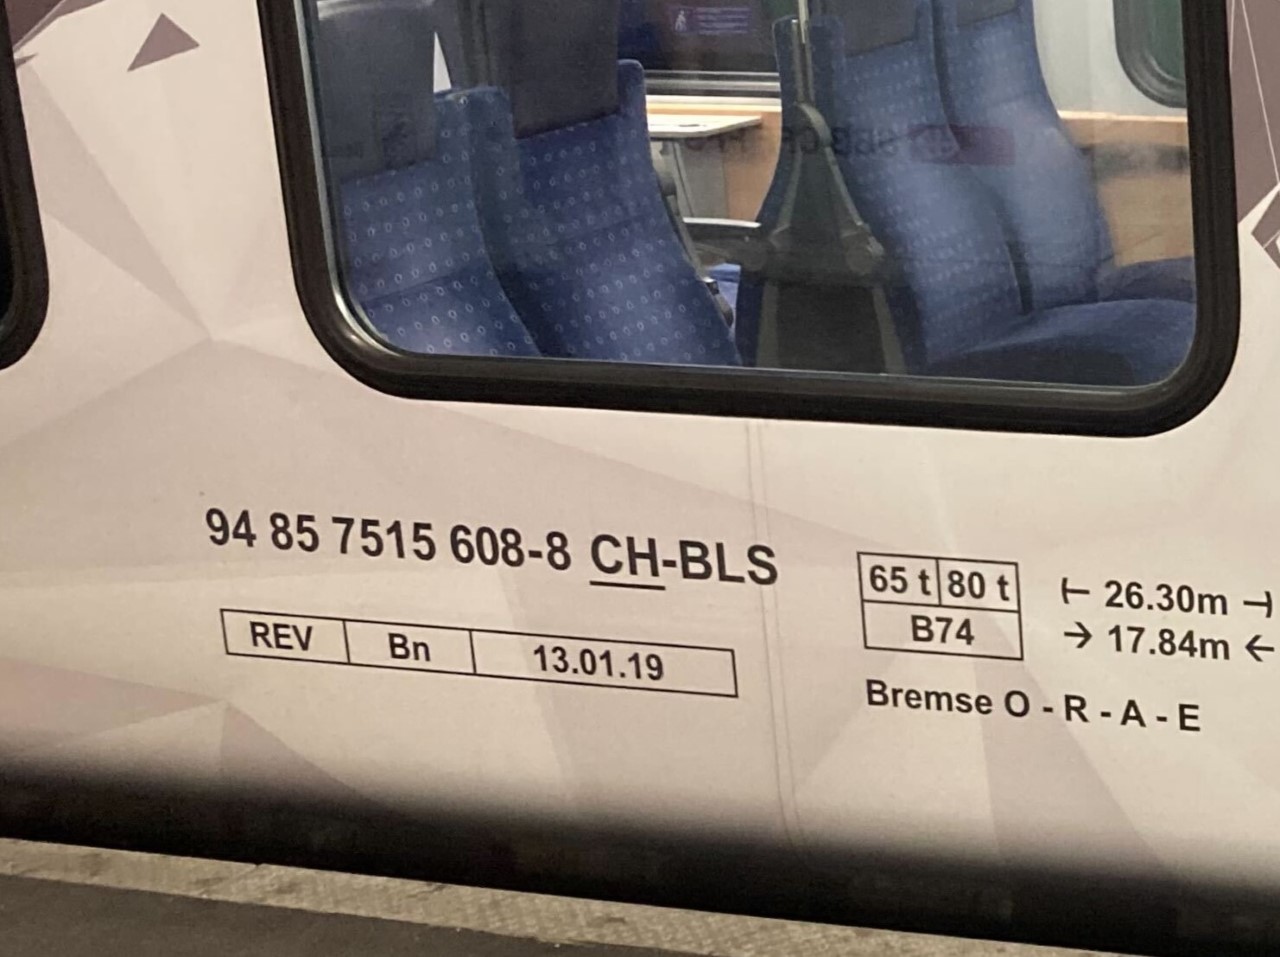 94 85 7515 608-8 CH-BLS
REV Bn 13.01.19
65 t 80 t
B74
26.30m
→ 17.84m ←
Bremse O - R - A - E